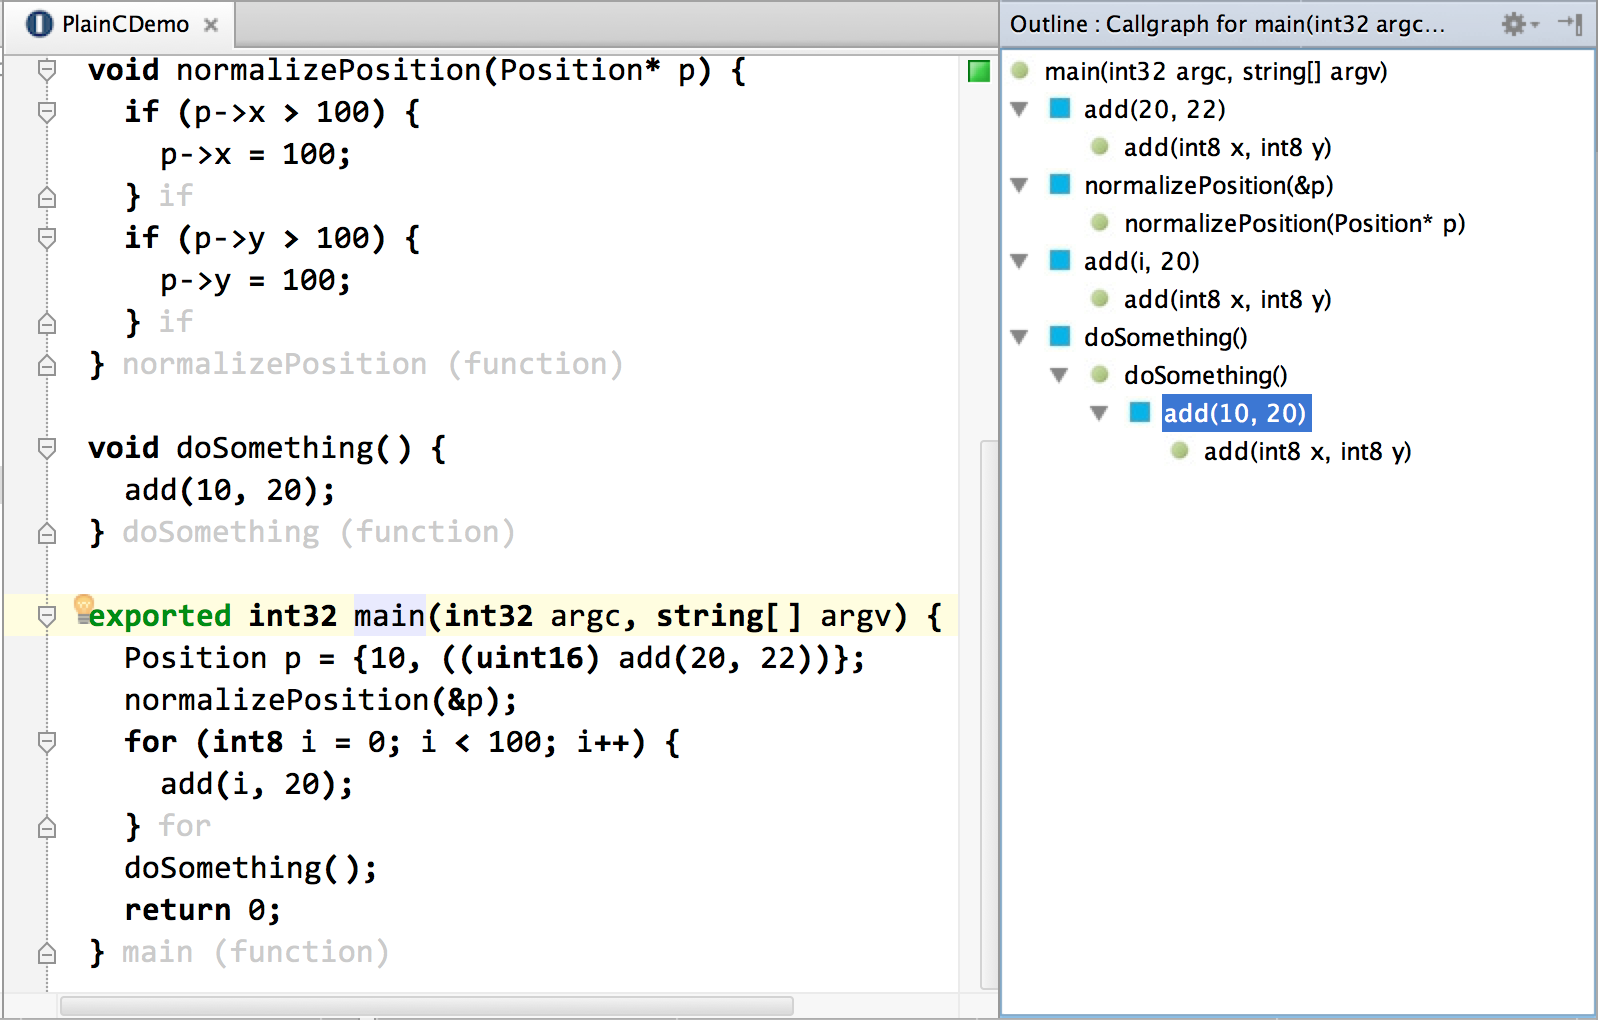 PlainCDemo
void normalizePosition(Position* p) {
if (p->x > 100) {
p->x = 100;
} if
if (p->y > 100) {
p->y = 100;
} if
} normalizePosition (function)
void doSomething() {
add(10, 20);
} doSomething (function)
exported int32 main(int32 argc, string[] argv) {
Position p = {10, ((uint16) add(20, 22))};
normalizePosition(&p);
for (int8 i = 0; i < 100; i++) {
add(i, 20);
} for
doSomething();
return 0;
} main (function)
Outline : Callgraph for main(int32 argc...
main(int32 argc, string[] argv)
add(20, 22)
add(int8 x, int8 y)
normalizePosition(&p)
normalizePosition(Position* p)
add(i, 20)
add(int8 x, int8 y)
doSomething()
doSomething()
add(10, 20)
add(int8 x, int8 y)